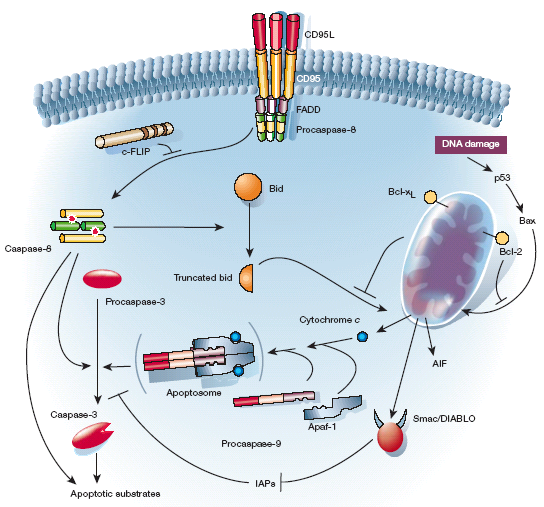 CD95L
CD95
FADD
Procaspase-8
c-FLIP
DNA damage
p53
Bcl-xL
Bax
Bid
Bcl-2
Caspase-8
Truncated bid
Procaspase-3
Cytochrome c
AIF
Apoptosome
Caspase-3
Apaf-1
Smac/DIABLO
Procaspase-9
IAPs
Apoptotic substrates